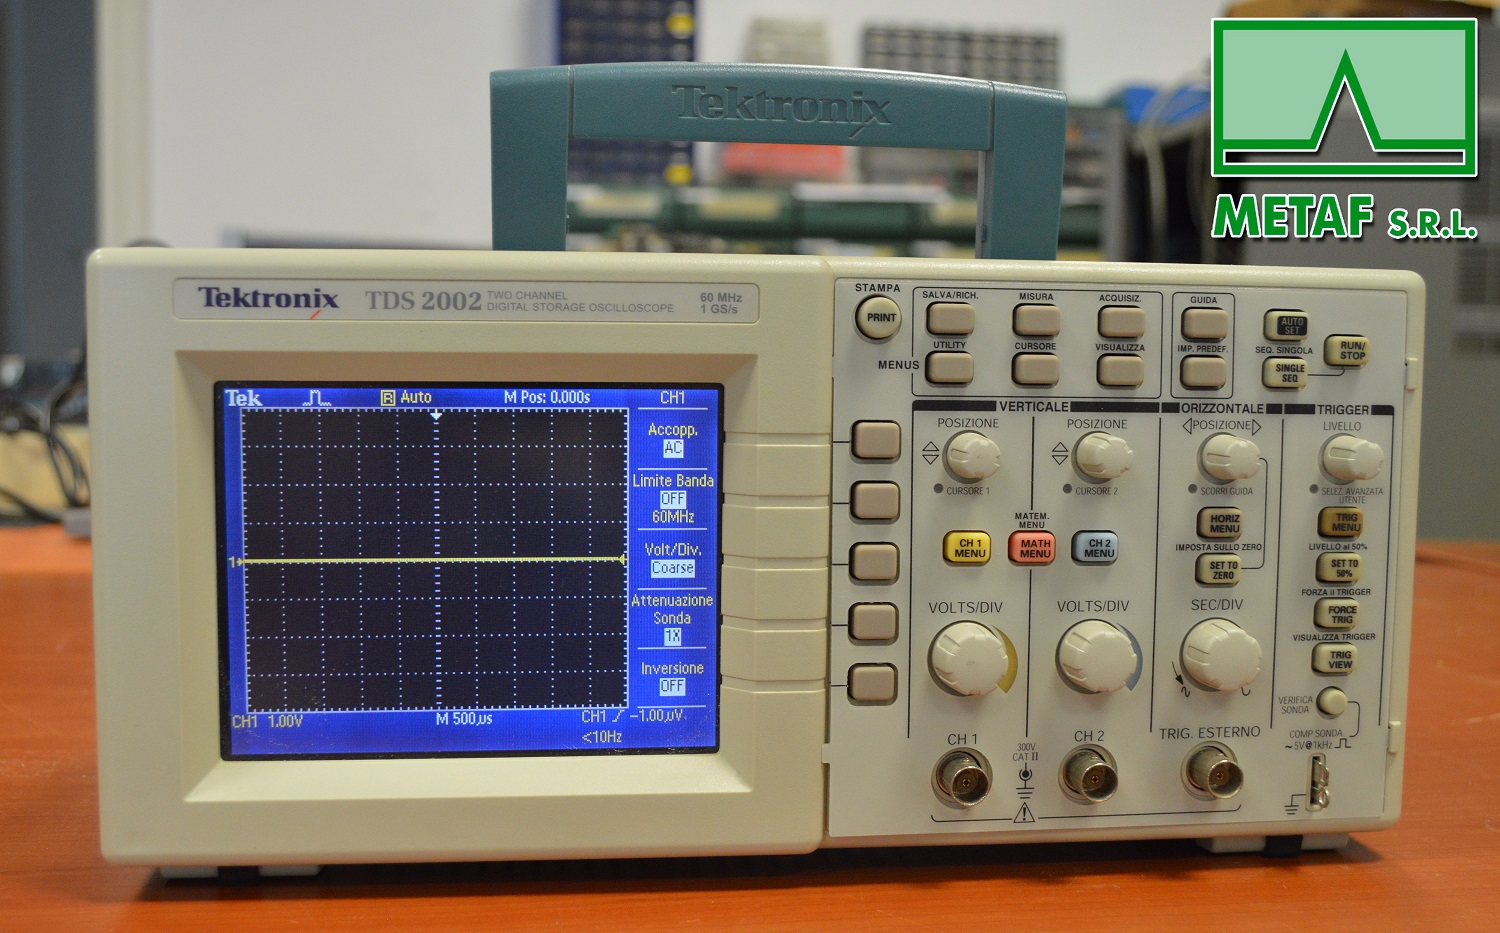 Tektronix
METAF S.R.L.
Tektronix TDS 2002 TWO CHANNEL
DIGITAL STORAGE OSCILLOSCOPE
60 MHz
1 GS/s
Tek
R Auto
M Pos: 0.000s
CH1
Accopp.
AC
Limite Banda
OFF
60MHz
Volt/Div.
Coarse
Attenuazione
Sonda
1X
Inversione
OFF
1
CH1 1.00V
M 500µs
CH1
-1.00µV
<10Hz
STAMPA
PRINT
MENUS
SALVA/RICH.
MISURA
ACQUISIZ.
UTILITY
CURSORE
VISUALIZZA
GUIDA
IMP. PREDEF.
AUTO
SET
SEQ. SINGOLA
SINGLE
SEQ
RUN/
STOP
VERTICALE
POSIZIONE
CURSORE 1
POSIZIONE
CURSORE 2
CH 1
MENU
MATEM.
MENU
MATH
MENU
CH 2
MENU
VOLTS/DIV
VOLTS/DIV
ORIZZONTALE
POSIZIONE
SCORRI GUIDA
HORIZ
MENU
IMPOSTA SULLO ZERO
SET TO
ZERO
SEC/DIV
TRIGGER
LIVELLO
SELEZ. AVANZATA
UTENTE
TRIG
MENU
LIVELLO al 50%
SET TO
50%
FORZA il TRIGGER
FORCE
TRIG
VISUALIZZA TRIGGER
TRIG
VIEW
VERIFICA
SONDA
CH 1
300V
CAT II
CH 2
TRIG. ESTERNO
COMP SONDA
~5V@1kHz